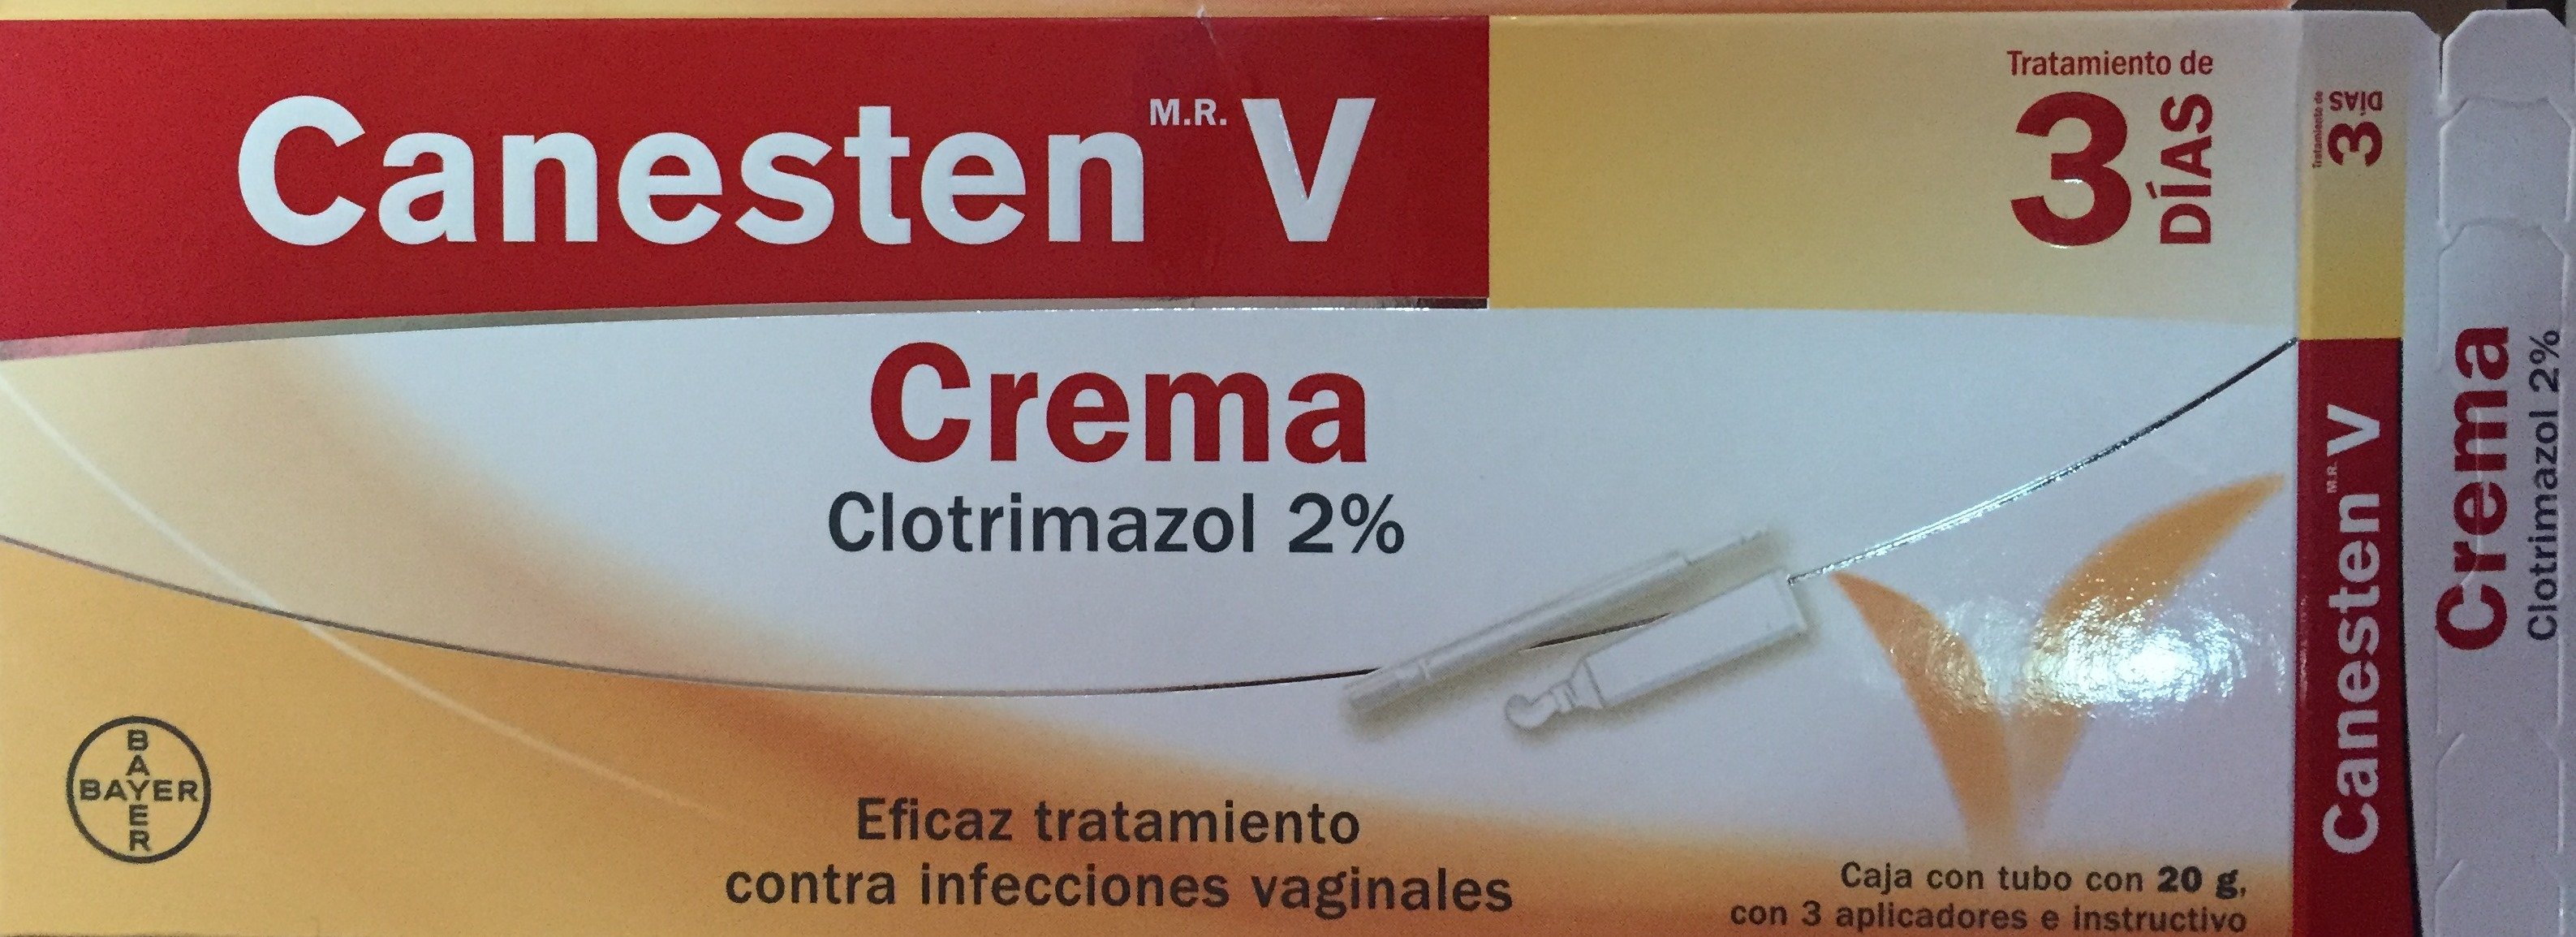 Canesten M.R. V
Tratamiento de
3 DÍAS
Crema
Clotrimazol 2%
BAYER
BAYER
Eficaz tratamiento
contra infecciones vaginales
Caja con tubo con 20 g,
con 3 aplicadores e instructivo
Tratamiento de
3 DÍAS
Canesten M.R. V
Crema
Clotrimazol 2%